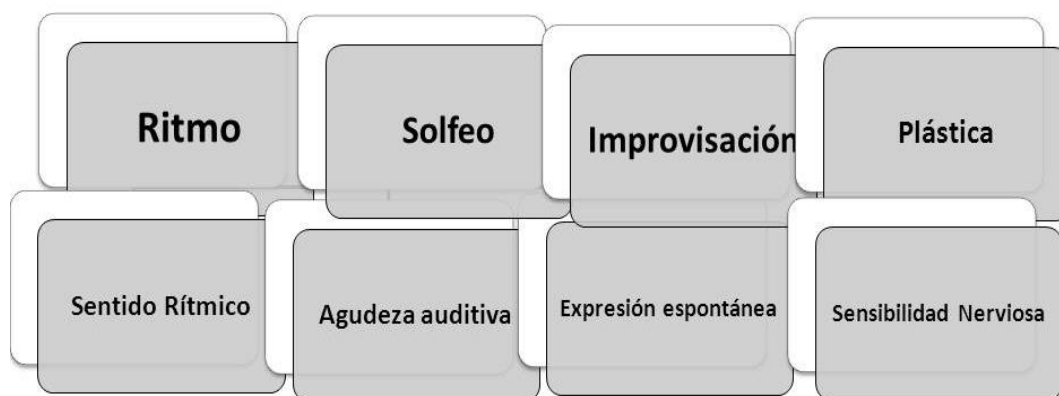 Ritmo
Solfeo
Improvisación
Plástica
Sentido Rítmico
Agudeza auditiva
Expresión espontánea
Sensibilidad Nerviosa